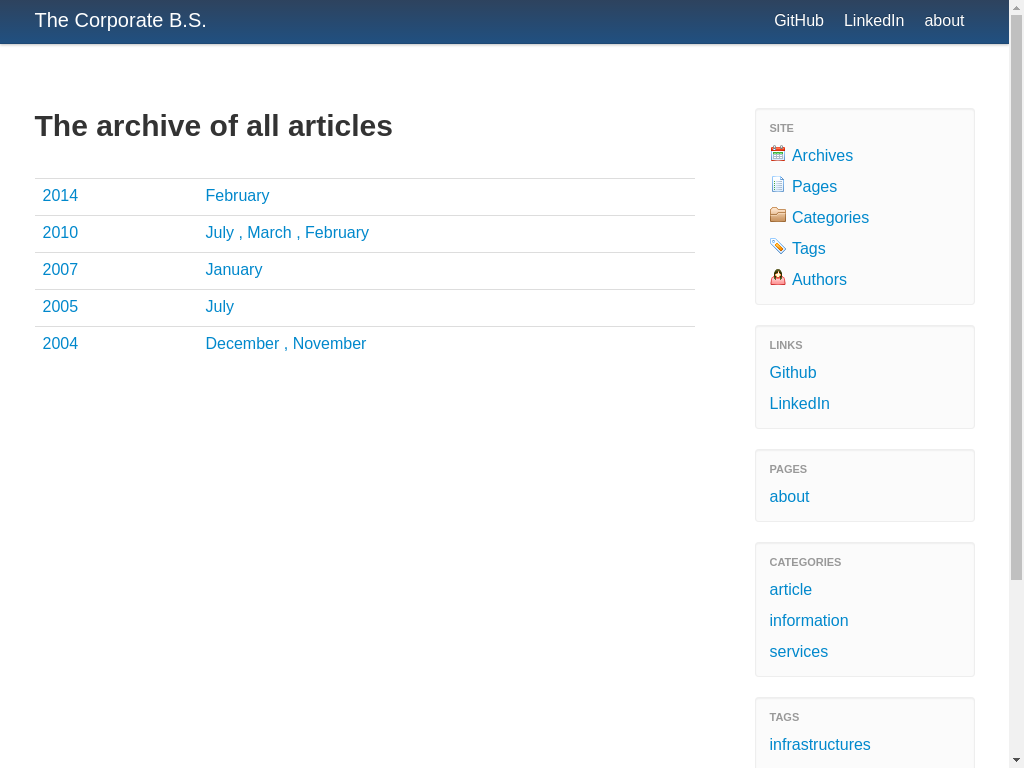 The Corporate B.S. GitHub LinkedIn about
The archive of all articles
2014 February
2010 July , March , February
2007 January
2005 July
2004 December , November
SITE
Archives
Pages
Categories
Tags
Authors
LINKS
Github
LinkedIn
PAGES
about
CATEGORIES
article
information
services
TAGS
infrastructures